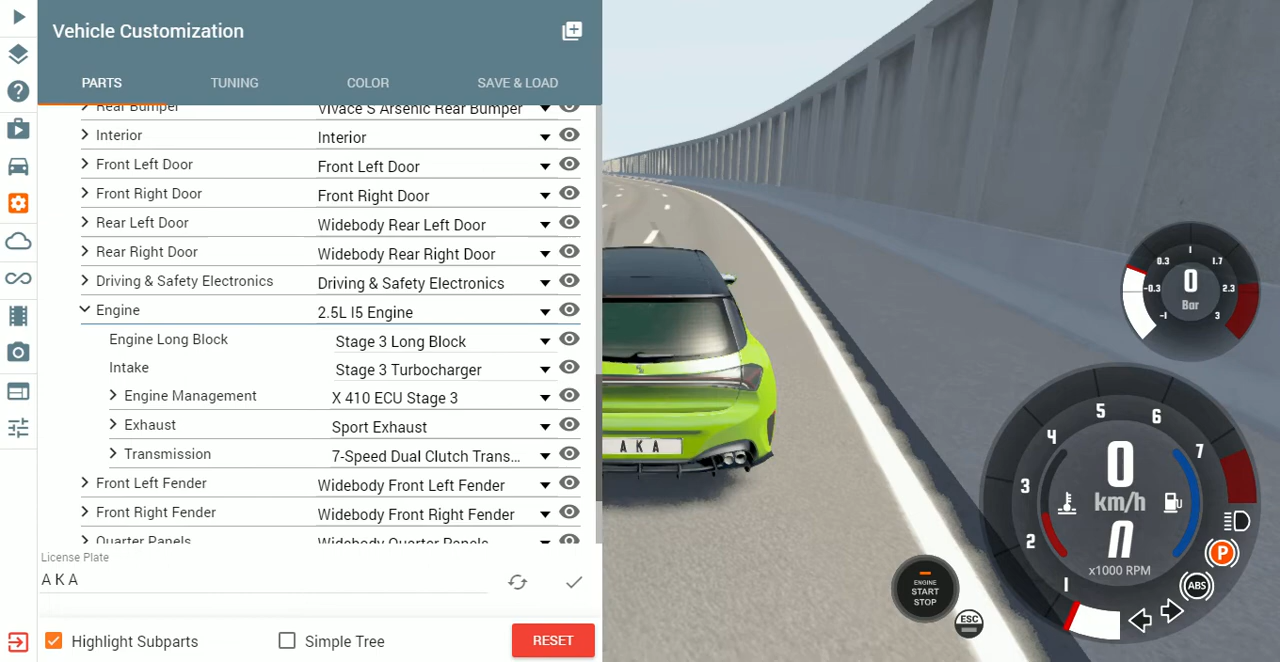 Vehicle Customization
PARTS TUNING COLOR SAVE & LOAD
Rear Bumper Vivace S Arsenic Rear Bumper
Interior Interior
Front Left Door Front Left Door
Front Right Door Front Right Door
Rear Left Door Widebody Rear Left Door
Rear Right Door Widebody Rear Right Door
Driving & Safety Electronics Driving & Safety Electronics
Engine 2.5L I5 Engine
Engine Long Block Stage 3 Long Block
Intake Stage 3 Turbocharger
Engine Management X 410 ECU Stage 3
Exhaust Sport Exhaust
Transmission 7-Speed Dual Clutch Trans...
Front Left Fender Widebody Front Left Fender
Front Right Fender Widebody Front Right Fender
Quarter Panels Widebody Quarter Panels
License Plate
A K A
Highlight Subparts Simple Tree RESET
A K A
-1 -0.3 0.3 1 1.7 2.3 3
0
Bar
1 2 3 4 5 6 7
0
km/h
n
x1000 RPM
P
ABS
ENGINE
START
STOP
ESC